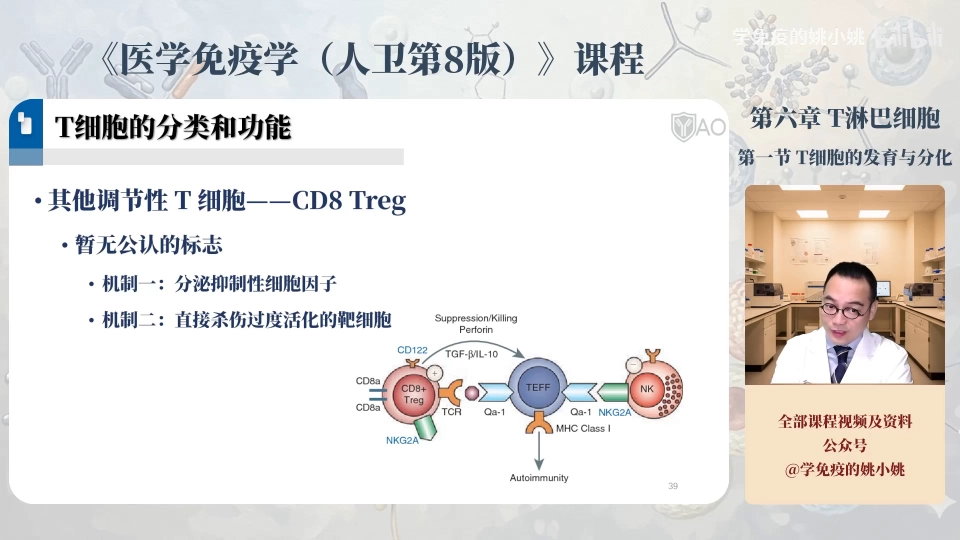 学免疫的姚小姚
bilibili
《医学免疫学（人卫第8版）》课程
T细胞的分类和功能
YAO
第六章 T淋巴细胞
第一节 T细胞的发育与分化
• 其他调节性 T 细胞——CD8 Treg
• 暂无公认的标志
• 机制一：分泌抑制性细胞因子
• 机制二：直接杀伤过度活化的靶细胞
Suppression/Killing
Perforin
CD122
TGF-β/IL-10
+
−
CD8a
CD8+
Treg
TEFF
NK
CD8a
TCR
Qa-1
Qa-1
NKG2A
MHC Class I
NKG2A
Autoimmunity
39
全部课程视频及资料
公众号
@学免疫的姚小姚